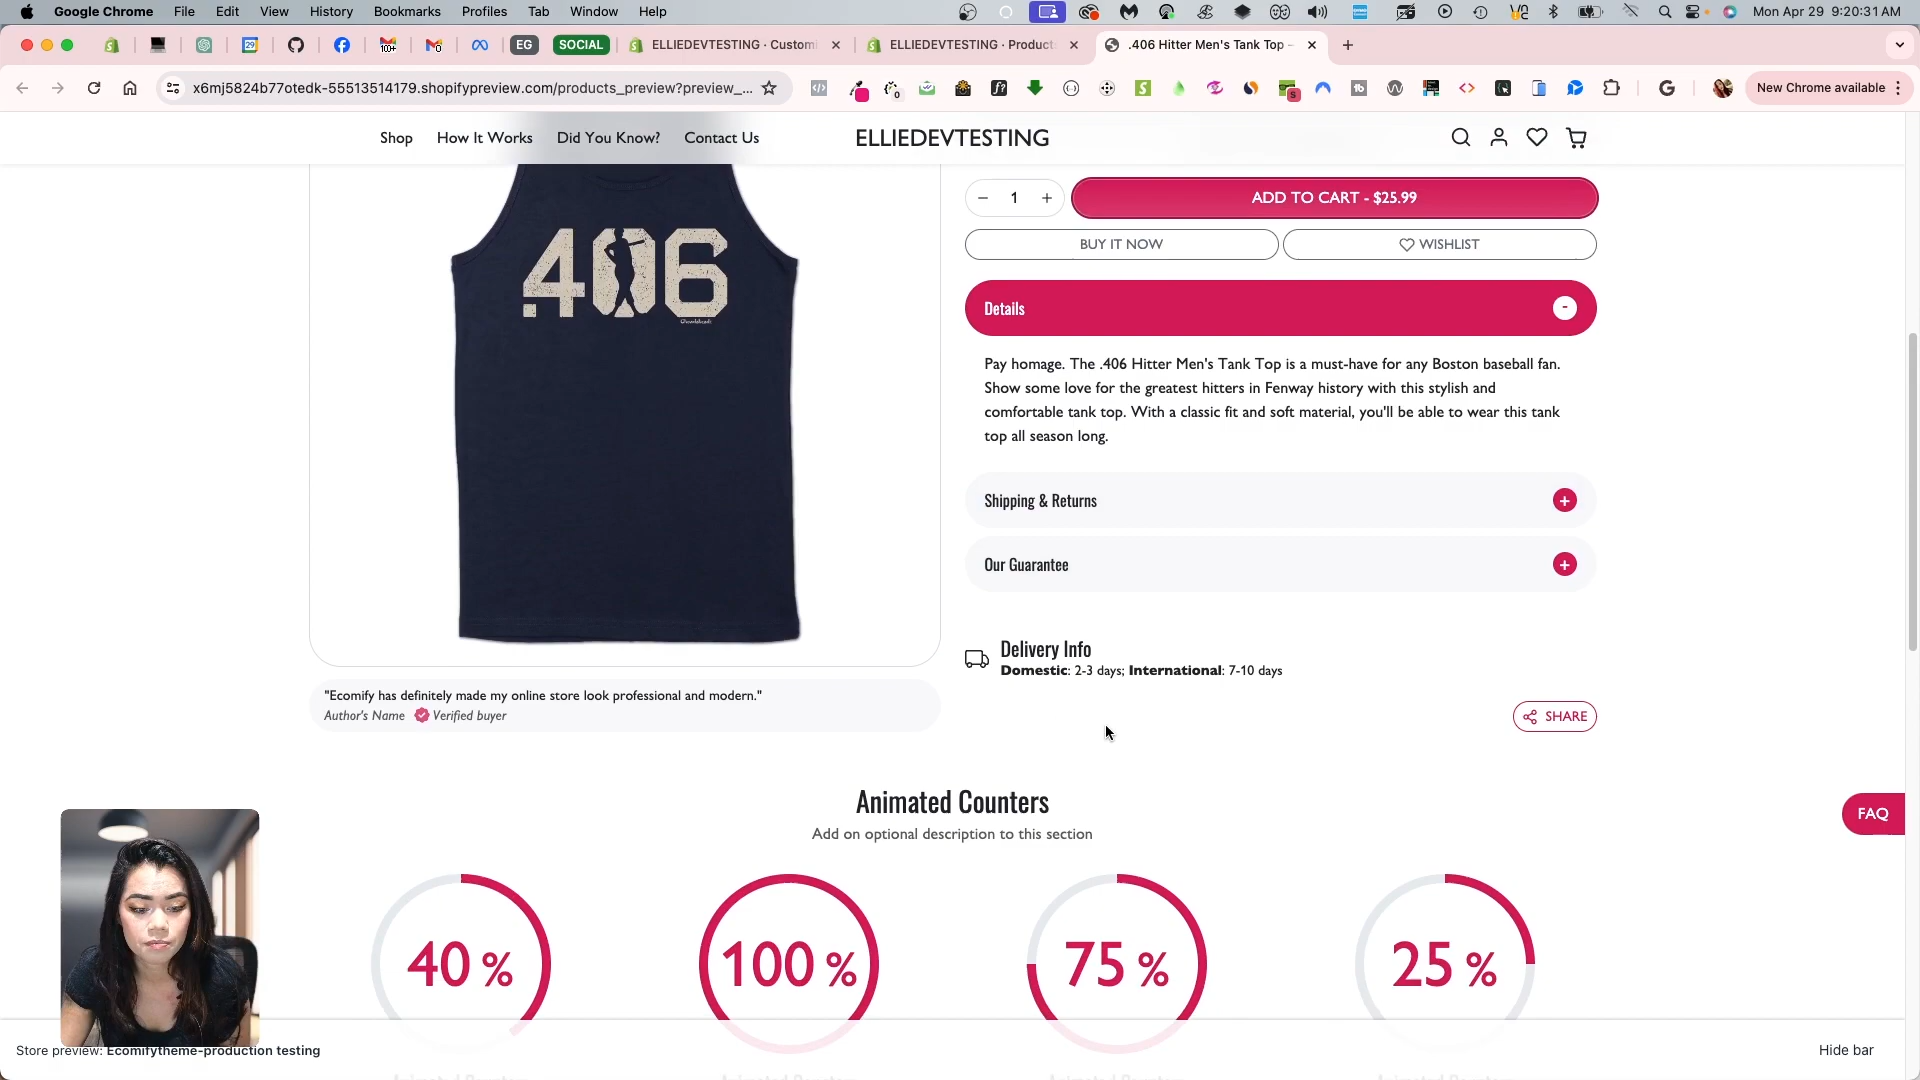 Google Chrome File Edit View History Bookmarks Profiles Tab Window Help Mon Apr 29 9:20:31 AM
EG SOCIAL ELLIEDEVTESTING · Customi ELLIEDEVTESTING · Product .406 Hitter Men's Tank Top -
x6mj5824b77otedk-55513514179.shopifypreview.com/products_preview?preview_... New Chrome available
Shop How It Works Did You Know? Contact Us ELLIEDEVTESTING
1 ADD TO CART - $25.99
BUY IT NOW WISHLIST
.406
Details
Pay homage. The .406 Hitter Men's Tank Top is a must-have for any Boston baseball fan.
Show some love for the greatest hitters in Fenway history with this stylish and
comfortable tank top. With a classic fit and soft material, you'll be able to wear this tank
top all season long.
Shipping & Returns
Our Guarantee
Delivery Info
Domestic: 2-3 days; International: 7-10 days
"Ecomify has definitely made my online store look professional and modern."
Author's Name Verified buyer
SHARE
Animated Counters
Add on optional description to this section
FAQ
40 % 100 % 75 % 25 %
Store preview: Ecomifytheme-production testing Hide bar